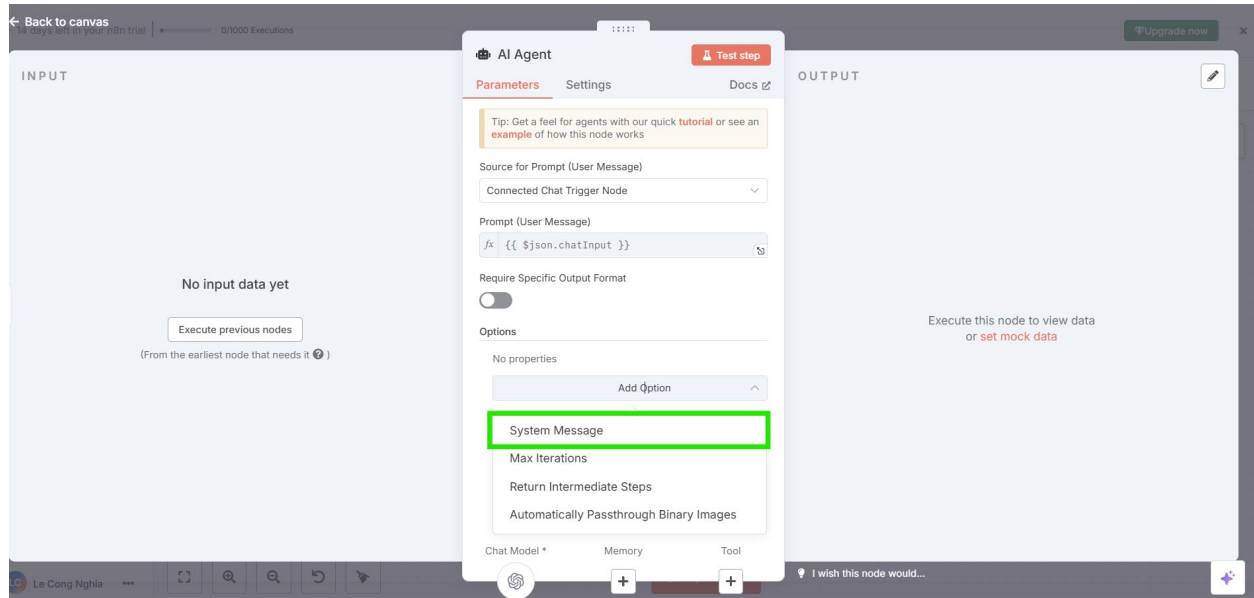 ← Back to canvas
14 days left in your n8n trial
0/1000 Executions
Upgrade now
INPUT
No input data yet
Execute previous nodes
(From the earliest node that needs it ?)
AI Agent
Test step
Parameters
Settings
Docs
Tip: Get a feel for agents with our quick tutorial or see an
example of how this node works
Source for Prompt (User Message)
Connected Chat Trigger Node
Prompt (User Message)
fx {{ $json.chatInput }}
Require Specific Output Format
Options
No properties
Add Option
System Message
Max Iterations
Return Intermediate Steps
Automatically Passthrough Binary Images
Chat Model *
Memory
Tool
OUTPUT
Execute this node to view data
or set mock data
I wish this node would...
LC
Le Cong Nghia